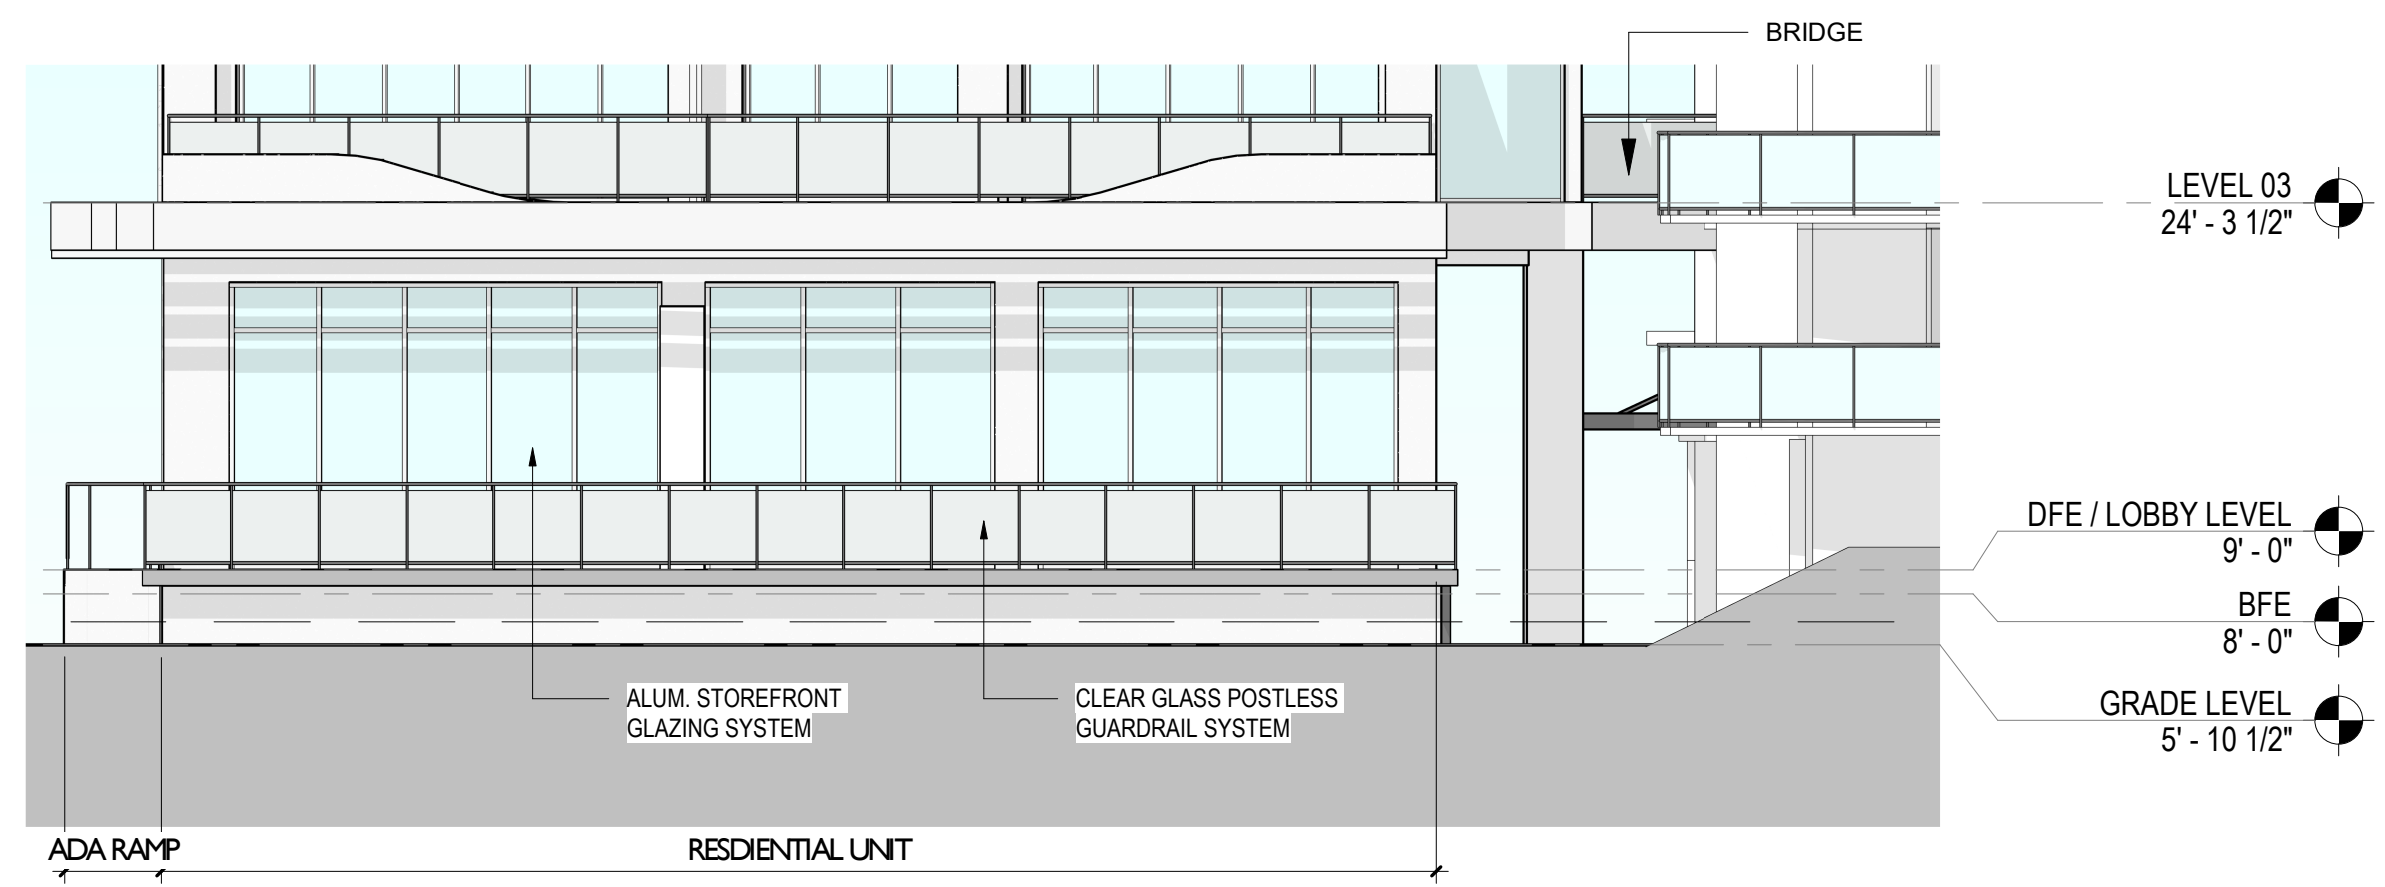 BRIDGE
LEVEL 03
24' - 3 1/2"
DFE / LOBBY LEVEL
9' - 0"
BFE
8' - 0"
GRADE LEVEL
5' - 10 1/2"
ALUM. STOREFRONT
GLAZING SYSTEM
CLEAR GLASS POSTLESS
GUARDRAIL SYSTEM
ADA RAMP
RESDIENTIAL UNIT